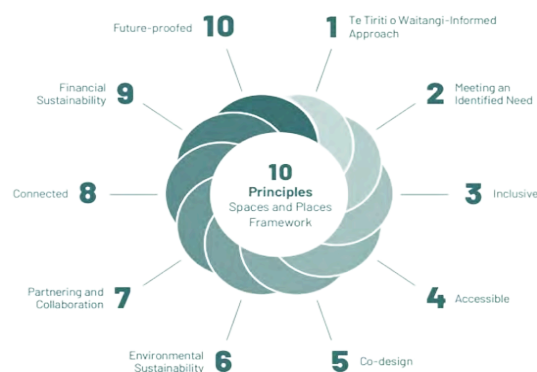 10
Principles
Spaces and Places
Framework
1
Te Tiriti o Waitangi-Informed
Approach
2
Meeting an
Identified Need
3
Inclusive
4
Accessible
5
Co-design
6
Environmental
Sustainability
7
Partnering and
Collaboration
8
Connected
9
Financial
Sustainability
10
Future-proofed